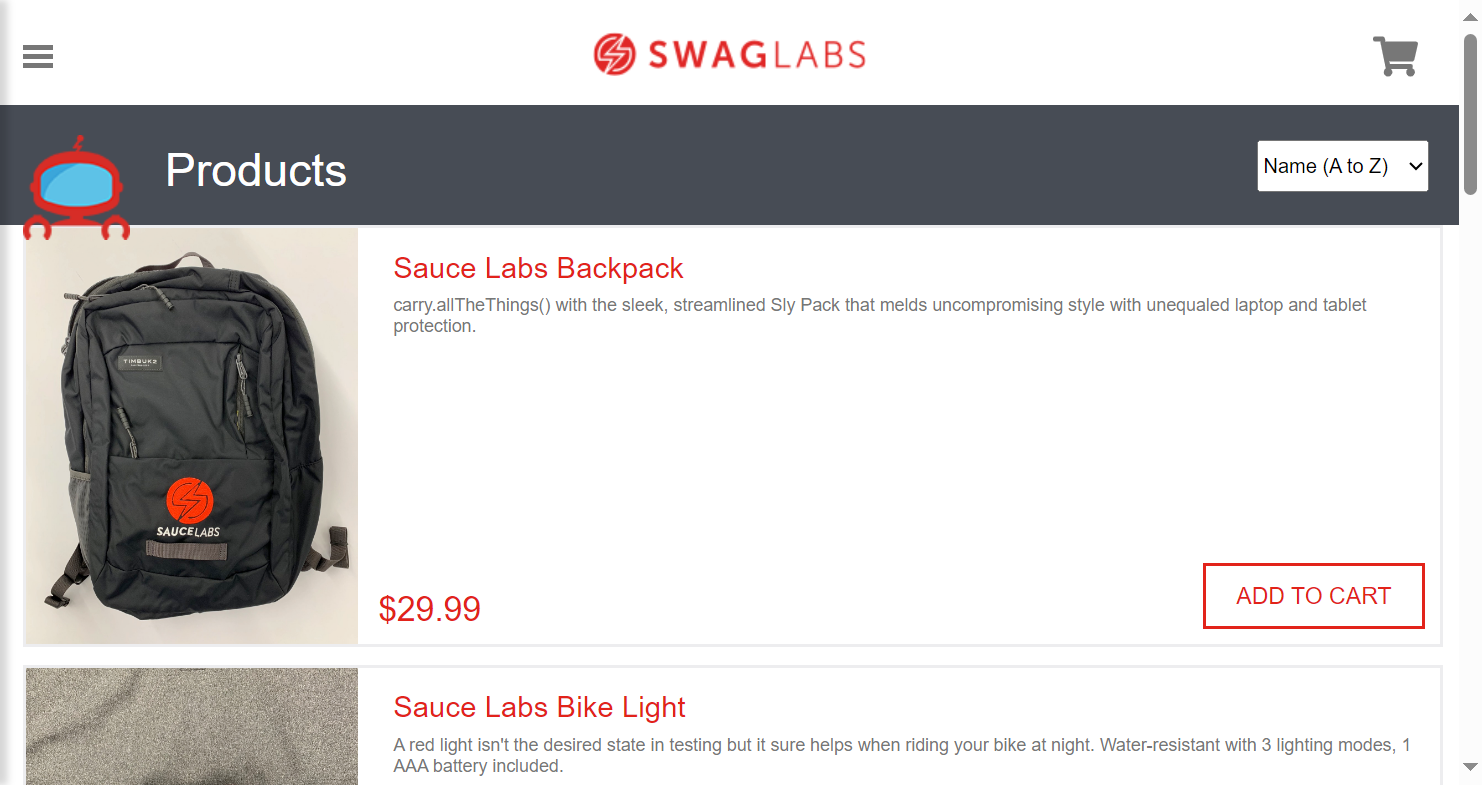 SWAGLABS
Products
Name (A to Z)
Sauce Labs Backpack
carry.allTheThings() with the sleek, streamlined Sly Pack that melds uncompromising style with unequaled laptop and tablet
protection.
TIMBUK2
SAUCELABS
$29.99
ADD TO CART
Sauce Labs Bike Light
A red light isn't the desired state in testing but it sure helps when riding your bike at night. Water-resistant with 3 lighting modes, 1
AAA battery included.